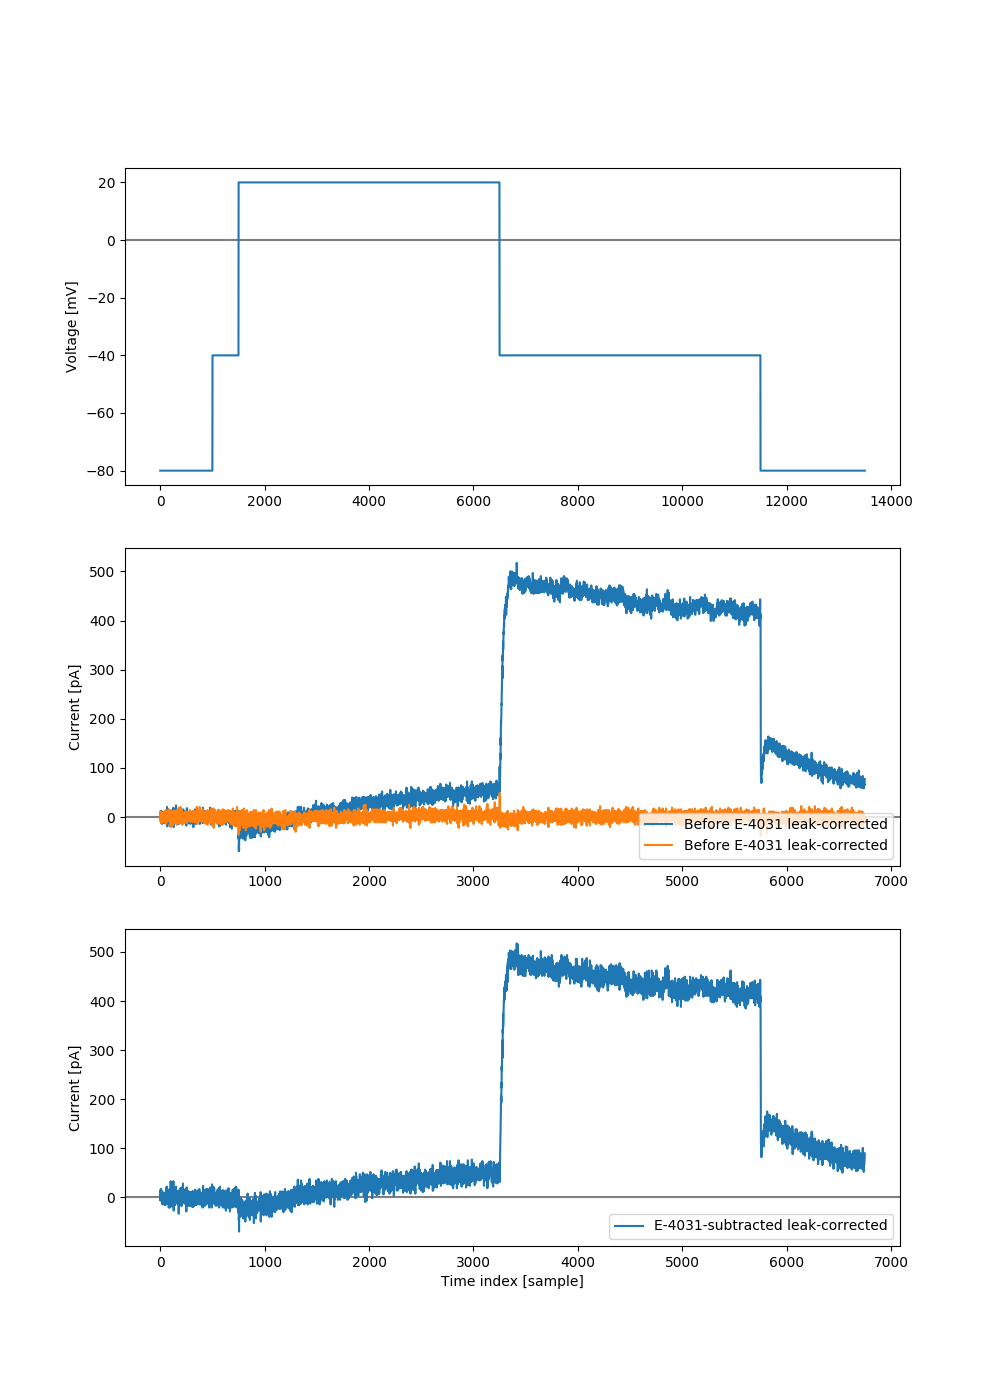 Voltage [mV]
20
0
−20
−40
−60
−80
0 2000 4000 6000 8000 10000 12000 14000
Current [pA]
500
400
300
200
100
0
Before E-4031 leak-corrected
Before E-4031 leak-corrected
0 1000 2000 3000 4000 5000 6000 7000
Current [pA]
500
400
300
200
100
0
E-4031-subtracted leak-corrected
0 1000 2000 3000 4000 5000 6000 7000
Time index [sample]